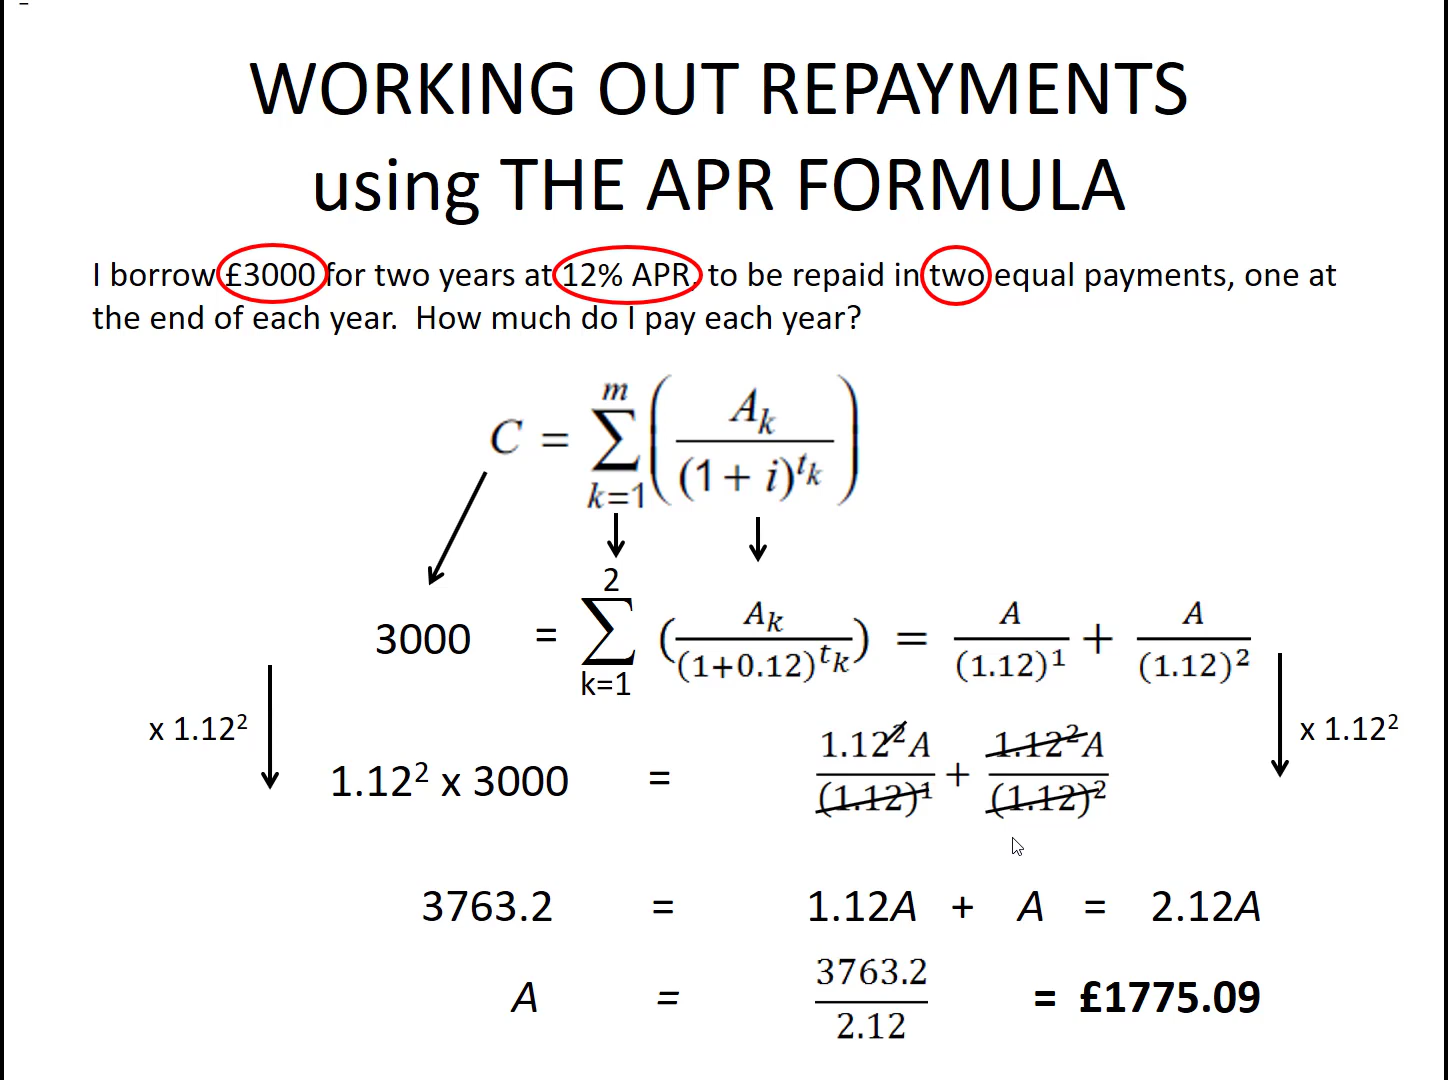 WORKING OUT REPAYMENTS
using THE APR FORMULA
I borrow £3000 for two years at 12% APR, to be repaid in two equal payments, one at
the end of each year. How much do I pay each year?
C = ∑_{k=1}^{m} ( A_k / (1 + i)^{t_k} )
3000 = ∑_{k=1}^{2} ( A_k / (1+0.12)^{t_k} ) = A / (1.12)^1 + A / (1.12)^2
x 1.12² x 1.12²
1.12² x 3000 = 1.12² A / (1.12)^1 + 1.12² A / (1.12)^2
3763.2 = 1.12A + A = 2.12A
A = 3763.2 / 2.12 = £1775.09